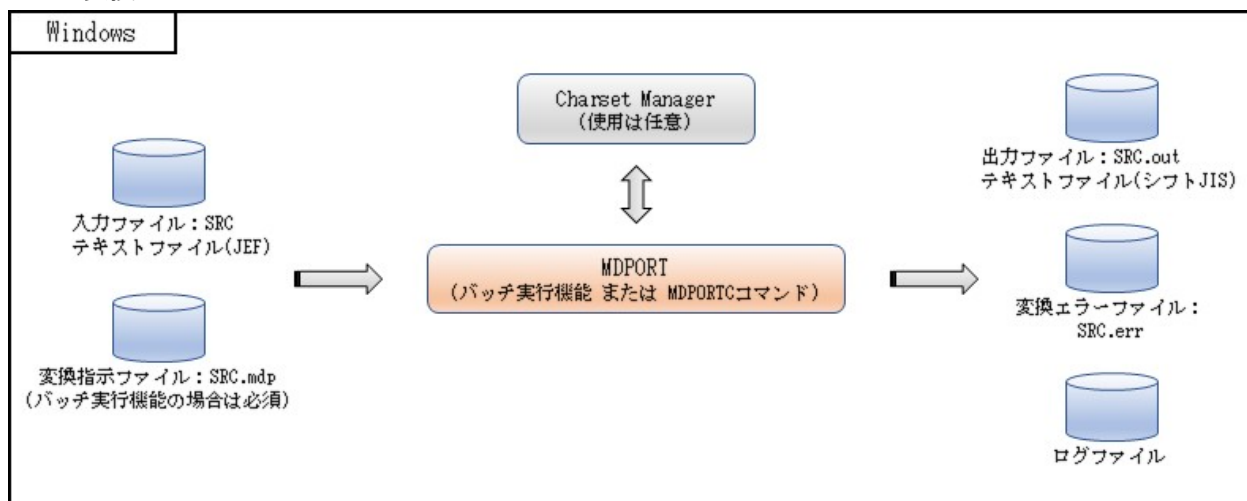 Windows
Charset Manager
(使用は任意)
入力ファイル：SRC
テキストファイル(JEF)
MDPORT
(バッチ実行機能 または MDPORTCコマンド)
変換指示ファイル：SRC.mdp
(バッチ実行機能の場合は必須)
出力ファイル：SRC.out
テキストファイル(シフトJIS)
変換エラーファイル：
SRC.err
ログファイル